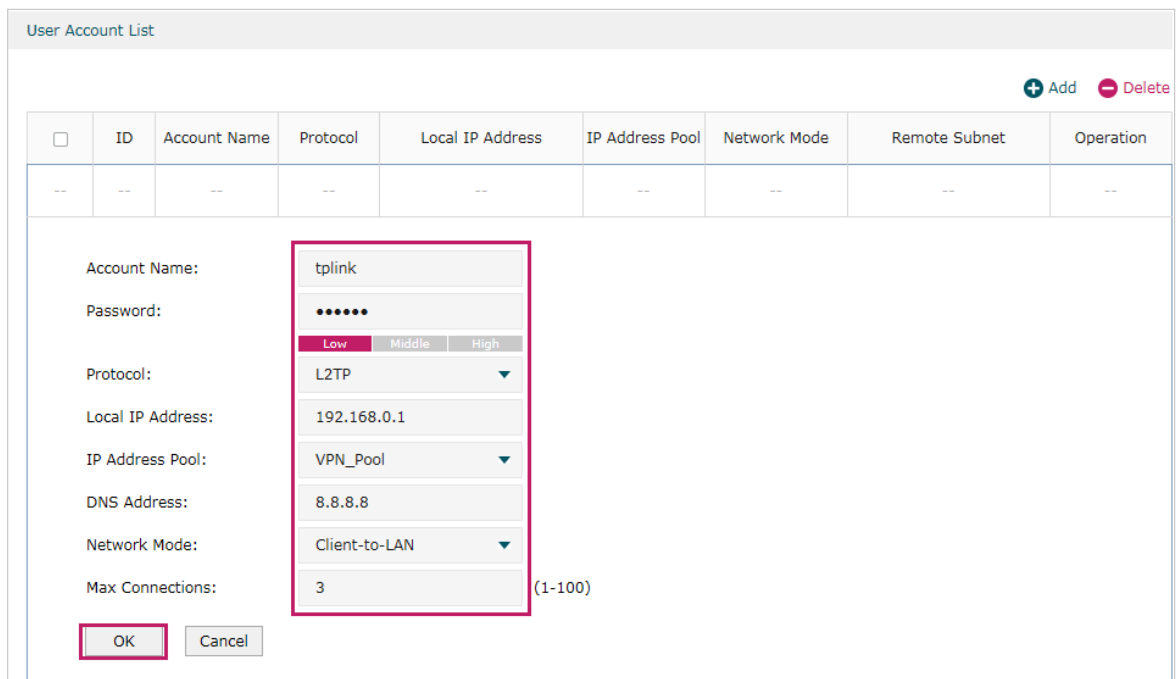 User Account List
Add Delete
ID Account Name Protocol Local IP Address IP Address Pool Network Mode Remote Subnet Operation
-- -- -- -- -- -- -- -- --
Account Name: tplink
Password: ••••••
Low Middle High
Protocol: L2TP
Local IP Address: 192.168.0.1
IP Address Pool: VPN_Pool
DNS Address: 8.8.8.8
Network Mode: Client-to-LAN
Max Connections: 3 (1-100)
OK Cancel